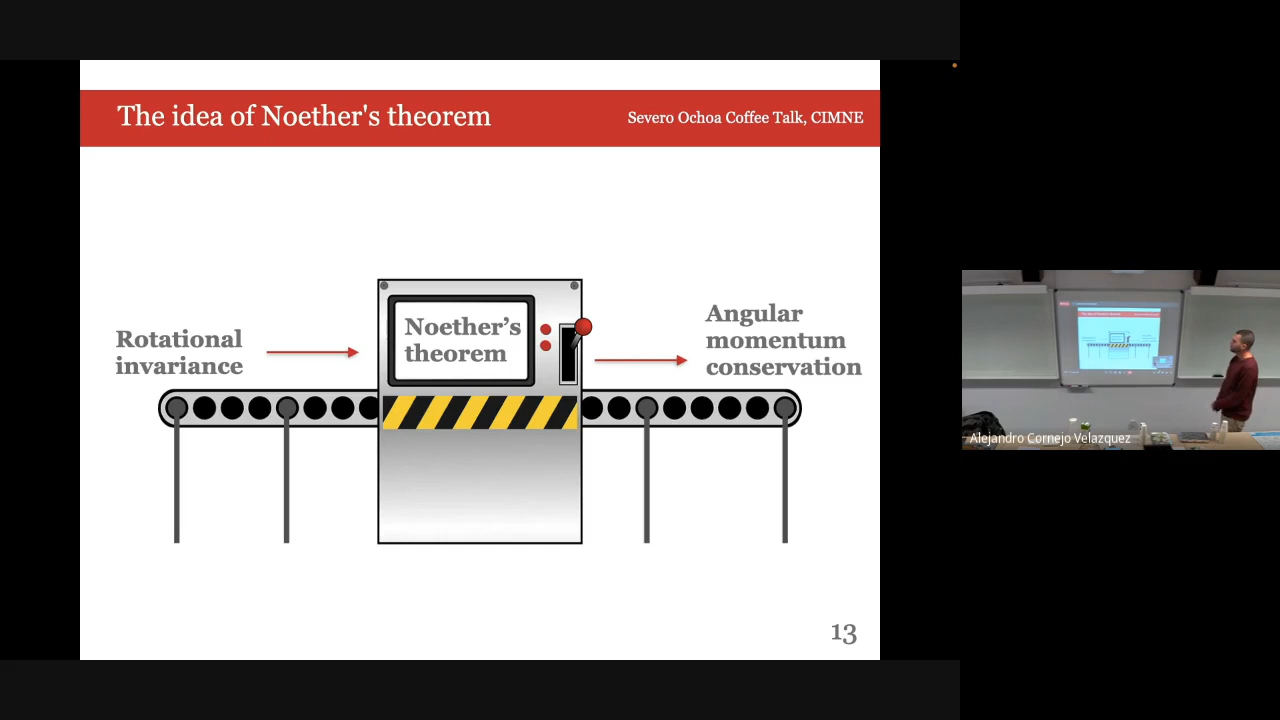 The idea of Noether's theorem
Severo Ochoa Coffee Talk, CIMNE
Rotational
invariance
Noether’s
theorem
Angular
momentum
conservation
13
Alejandro Cornejo Velazquez